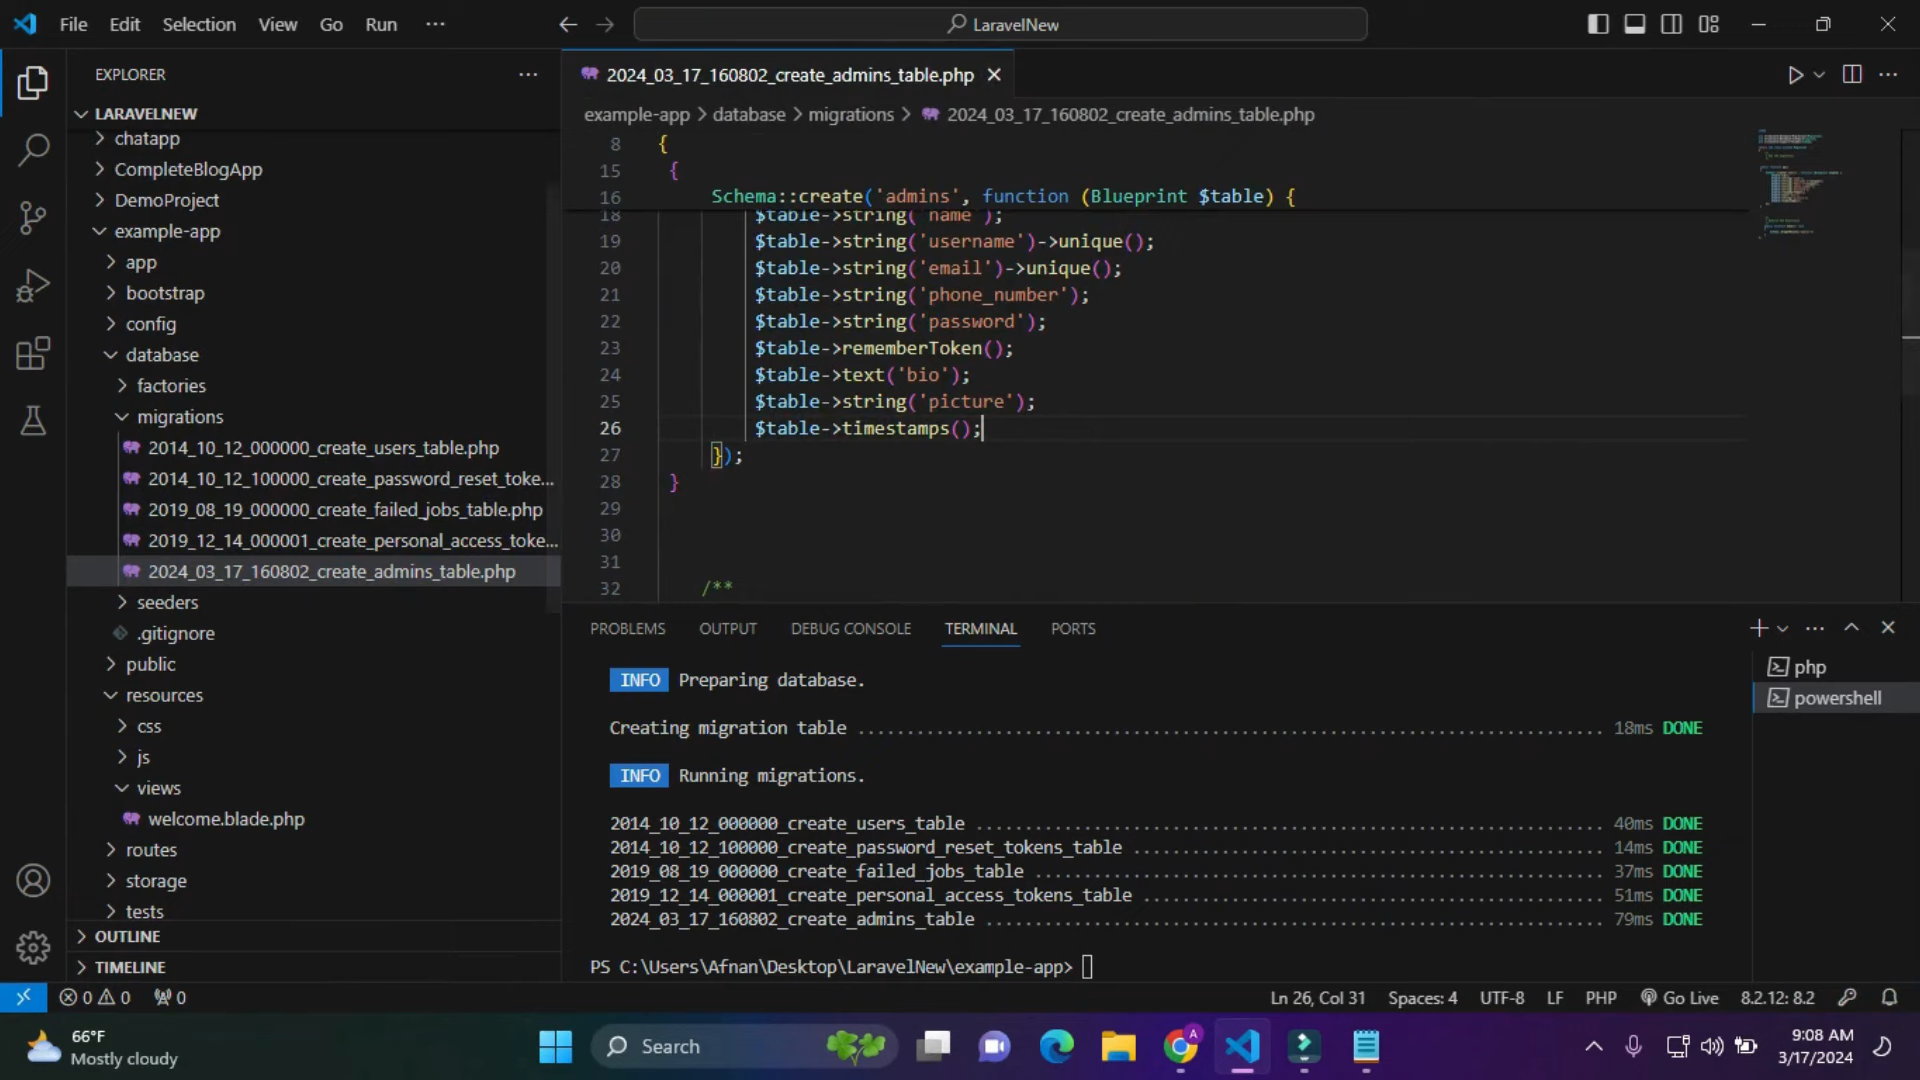 File Edit Selection View Go Run ···
LaravelNew
EXPLORER ···
LARAVELNEW
chatapp
CompleteBlogApp
DemoProject
example-app
app
bootstrap
config
database
factories
migrations
2014_10_12_000000_create_users_table.php
2014_10_12_100000_create_password_reset_toke...
2019_08_19_000000_create_failed_jobs_table.php
2019_12_14_000001_create_personal_access_toke...
2024_03_17_160802_create_admins_table.php
seeders
.gitignore
public
resources
css
js
views
welcome.blade.php
routes
storage
tests
OUTLINE
TIMELINE
2024_03_17_160802_create_admins_table.php
example-app > database > migrations > 2024_03_17_160802_create_admins_table.php
8 {
15 {
16 Schema::create('admins', function (Blueprint $table) {
18 $table->string('name');
19 $table->string('username')->unique();
20 $table->string('email')->unique();
21 $table->string('phone_number');
22 $table->string('password');
23 $table->rememberToken();
24 $table->text('bio');
25 $table->string('picture');
26 $table->timestamps();
27 });
28 }
29
30
31
32 /**
PROBLEMS OUTPUT DEBUG CONSOLE TERMINAL PORTS
INFO Preparing database.
Creating migration table ........ 18ms DONE
INFO Running migrations.
2014_10_12_000000_create_users_table ........ 40ms DONE
2014_10_12_100000_create_password_reset_tokens_table ........ 14ms DONE
2019_08_19_000000_create_failed_jobs_table ........ 37ms DONE
2019_12_14_000001_create_personal_access_tokens_table ........ 51ms DONE
2024_03_17_160802_create_admins_table ........ 79ms DONE
PS C:\Users\Afnan\Desktop\LaravelNew\example-app>
php
powershell
0 0 0
Ln 26, Col 31 Spaces: 4 UTF-8 LF PHP Go Live 8.2.12: 8.2
66°F
Mostly cloudy
Search
A
9:08 AM
3/17/2024